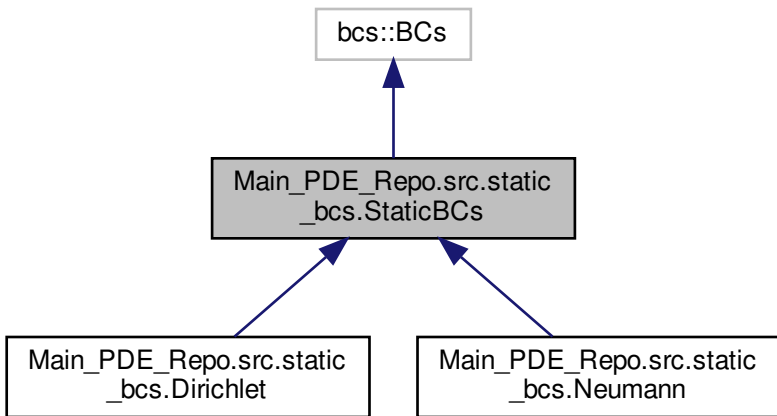 bcs::BCs
Main_PDE_Repo.src.static
_bcs.StaticBCs
Main_PDE_Repo.src.static
_bcs.Dirichlet
Main_PDE_Repo.src.static
_bcs.Neumann